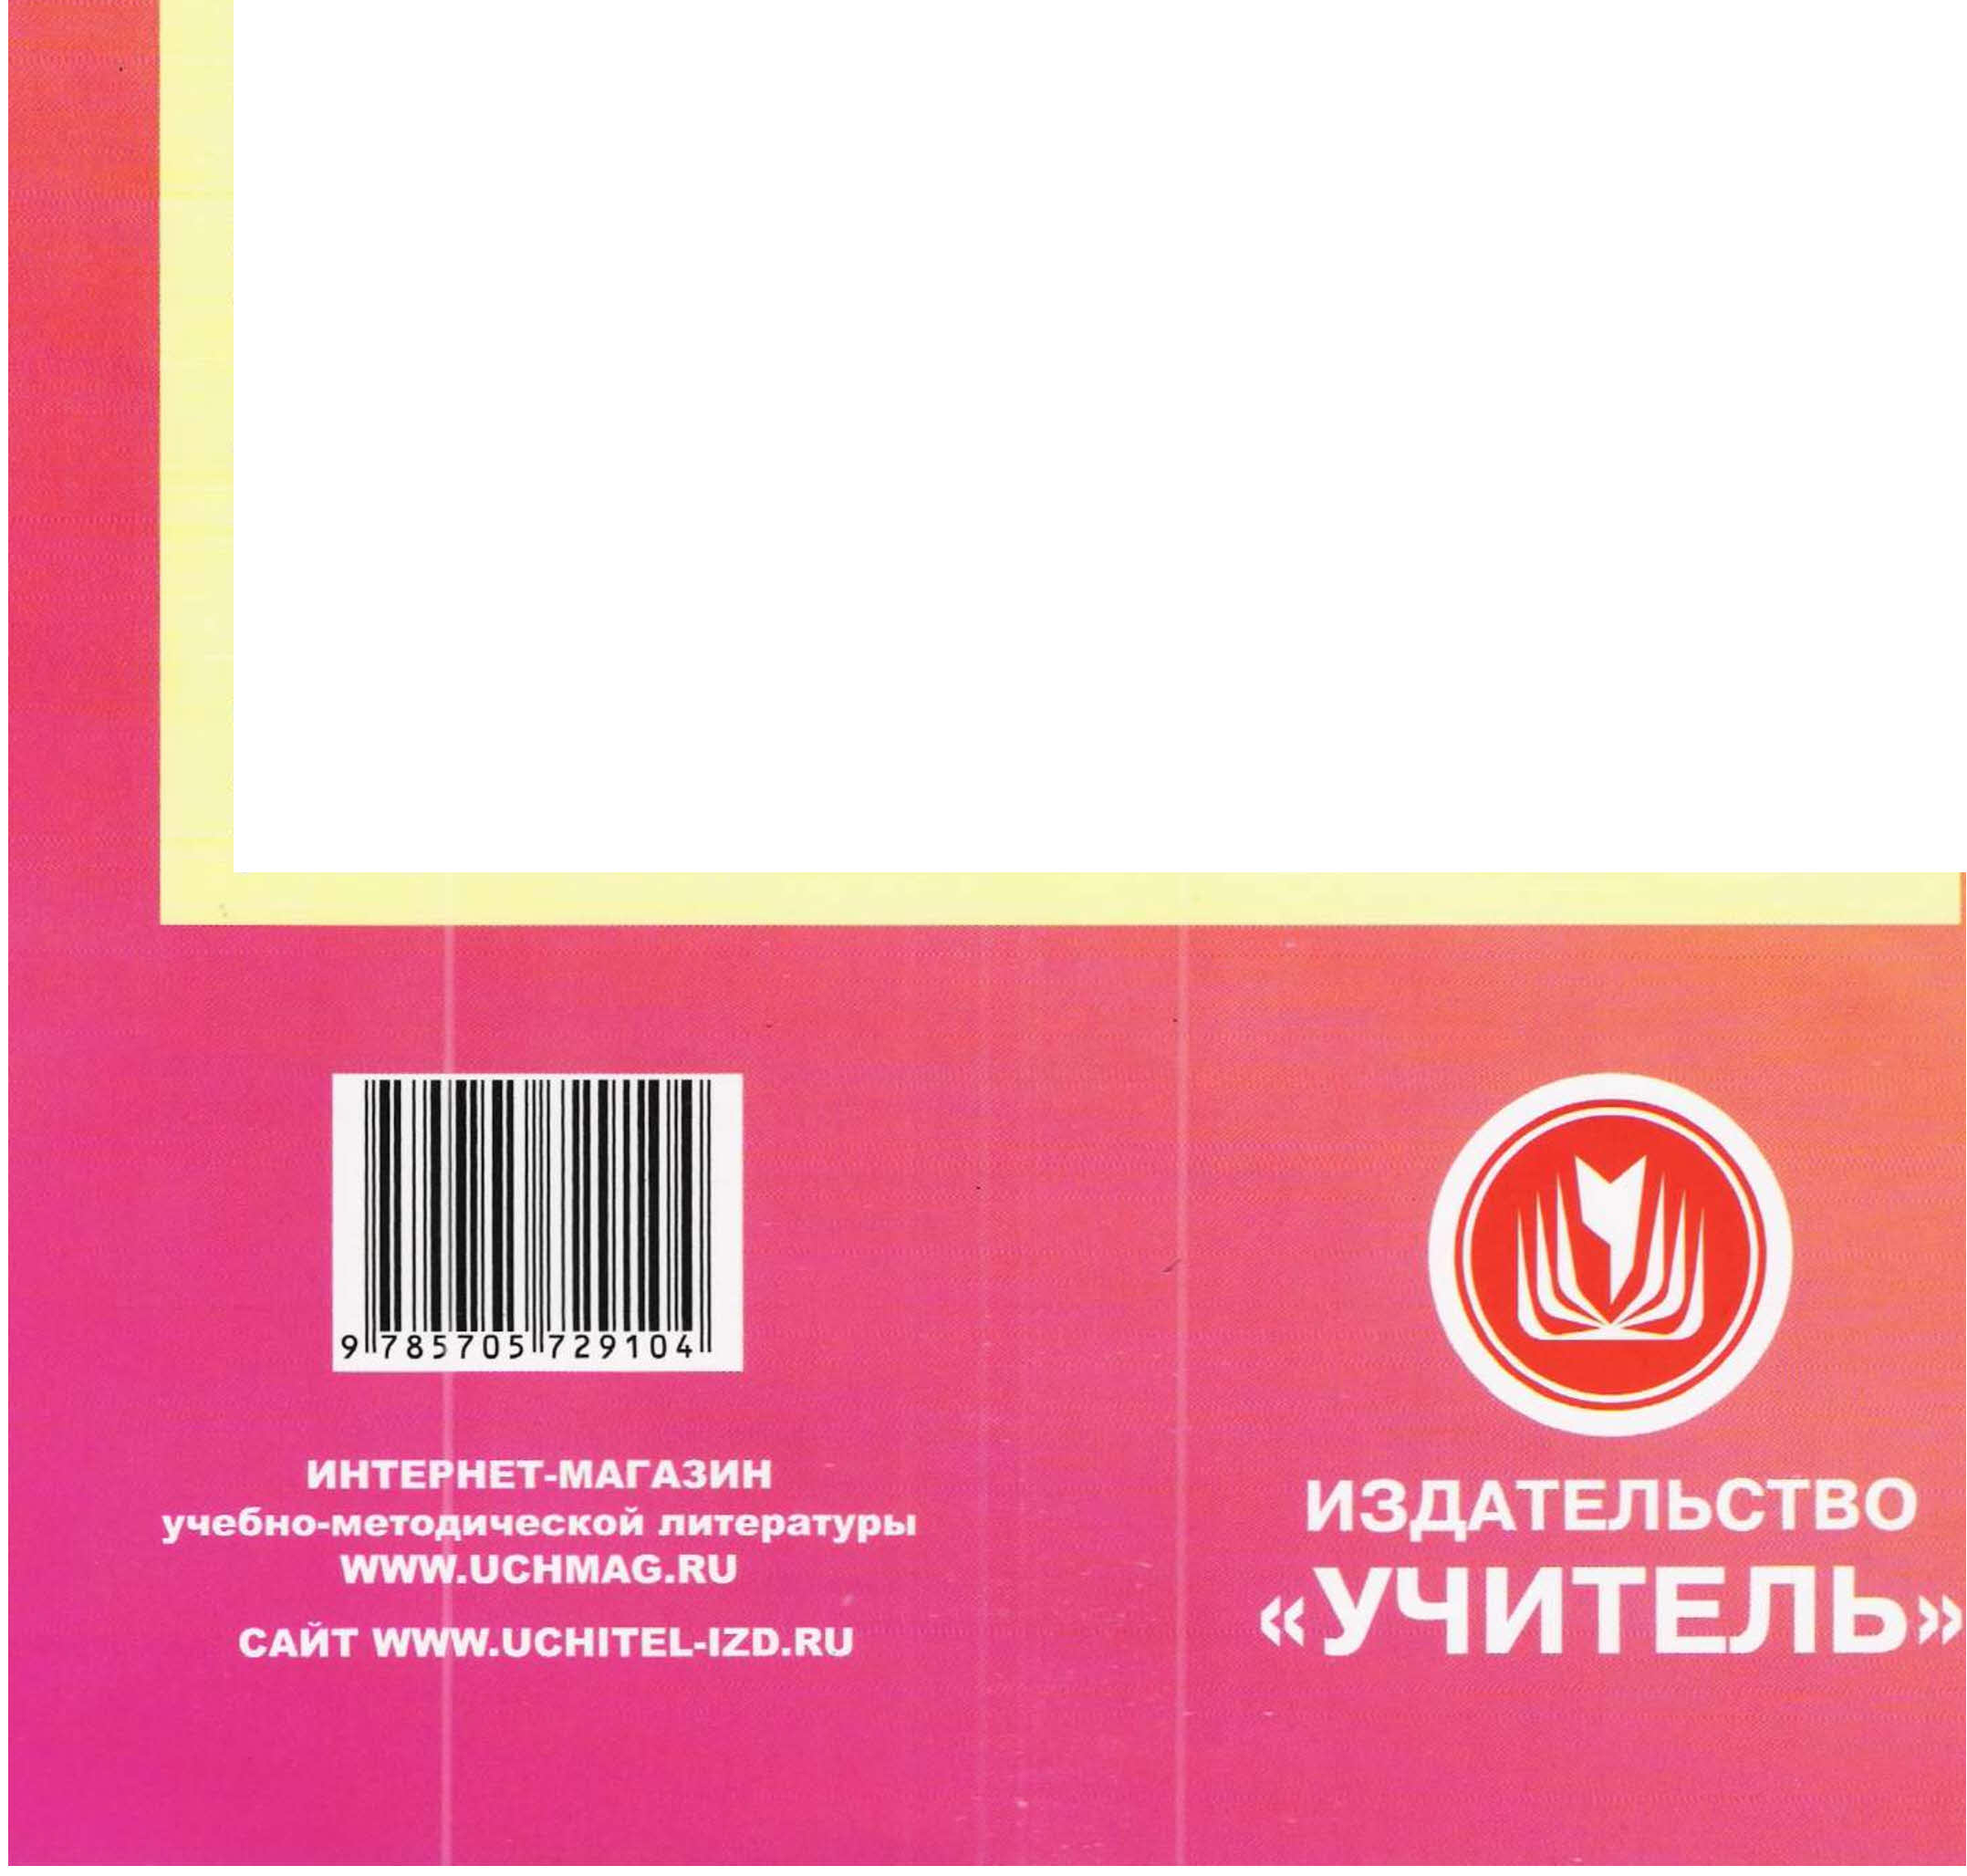 9 785705 729104
ИНТЕРНЕТ-МАГАЗИН
учебно-методической литературы
WWW.UCHMAG.RU
САЙТ WWW.UCHITEL-IZD.RU
ИЗДАТЕЛЬСТВО
«УЧИТЕЛЬ»